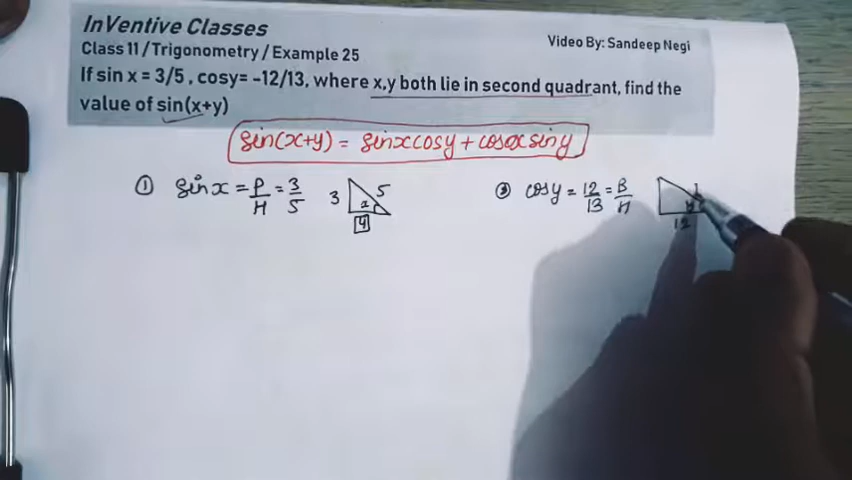 InVentive Classes
Class 11/Trigonometry / Example 25
Video By: Sandeep Negi
If sin x = 3/5 , cosy= -12/13, where x,y both lie in second quadrant, find the
value of sin(x+y)
sin(x+y) = sinxcosy + cosxsiny
① sinx = P/H = 3/5
3 5 x 4
② cosy = 12/13 = B/H
y 12